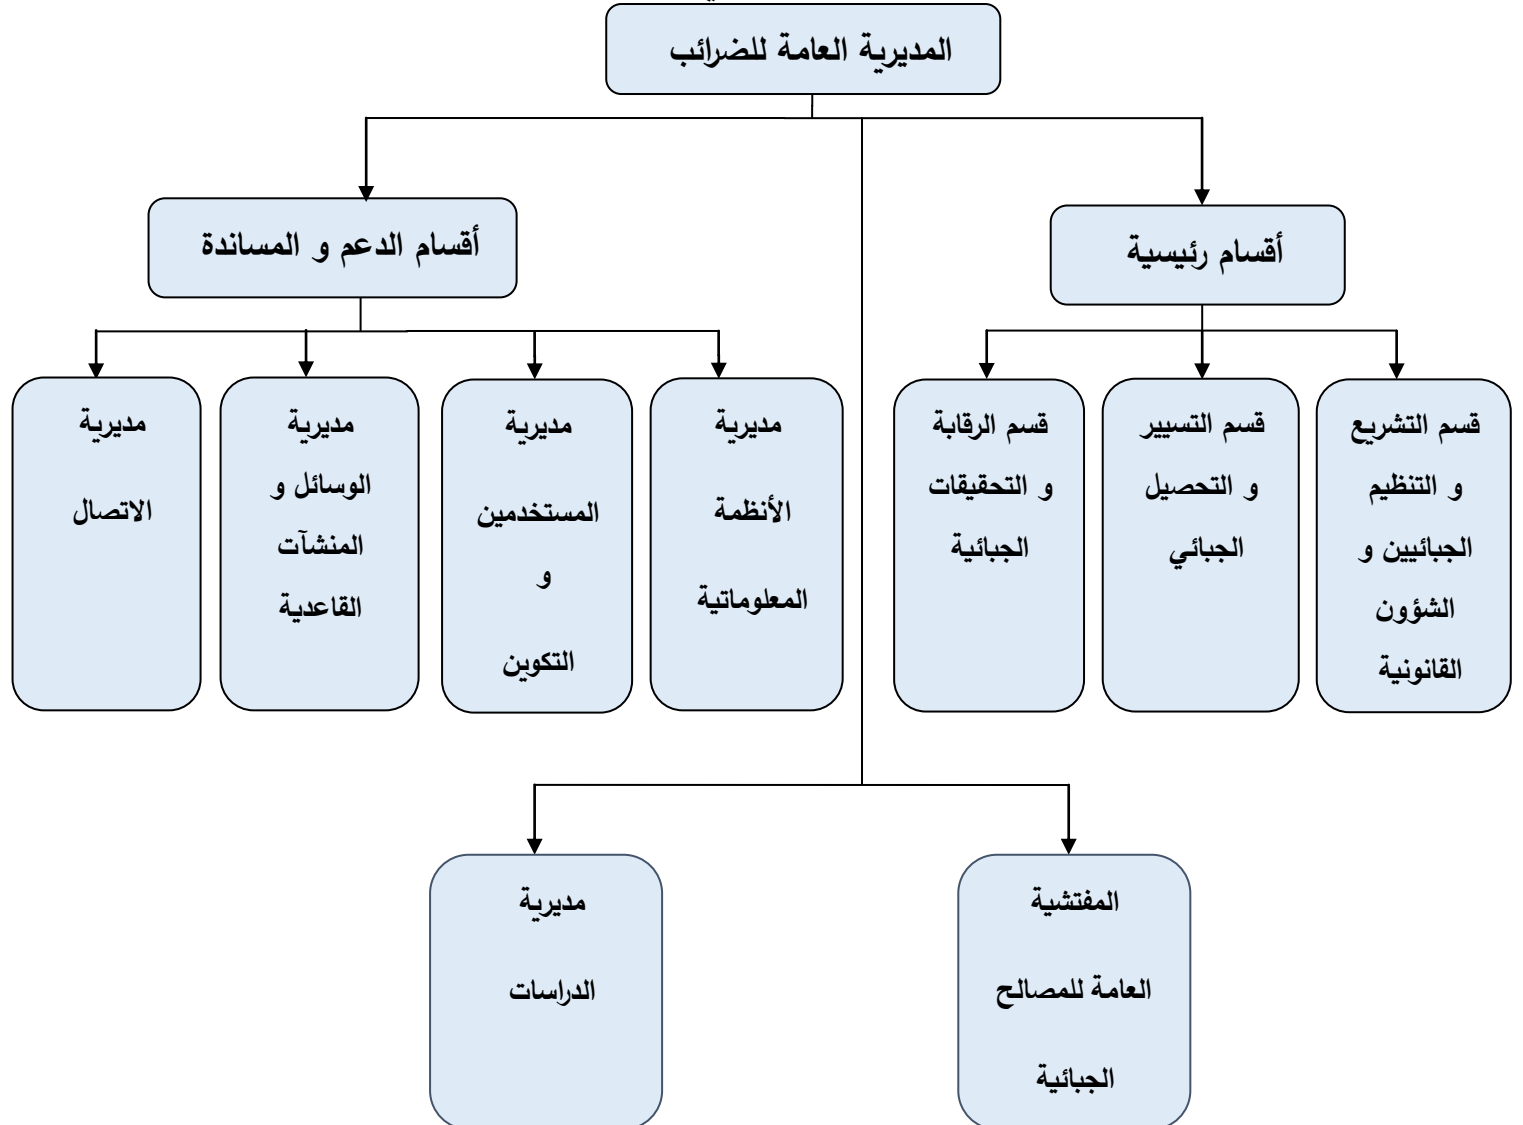 المديرية العامة للضرائب
أقسام رئيسية
أقسام الدعم و المساندة
قسم التشريع
و التنظيم
الجبائيين و
الشؤون
القانونية
قسم التسيير
و التحصيل
الجبائي
قسم الرقابة
و التحقيقات
الجبائية
مديرية
الأنظمة
المعلوماتية
مديرية
المستخدمين
و
التكوين
مديرية
الوسائل و
المنشآت
القاعدية
مديرية
الاتصال
المفتشية
العامة للمصالح
الجبائية
مديرية
الدراسات